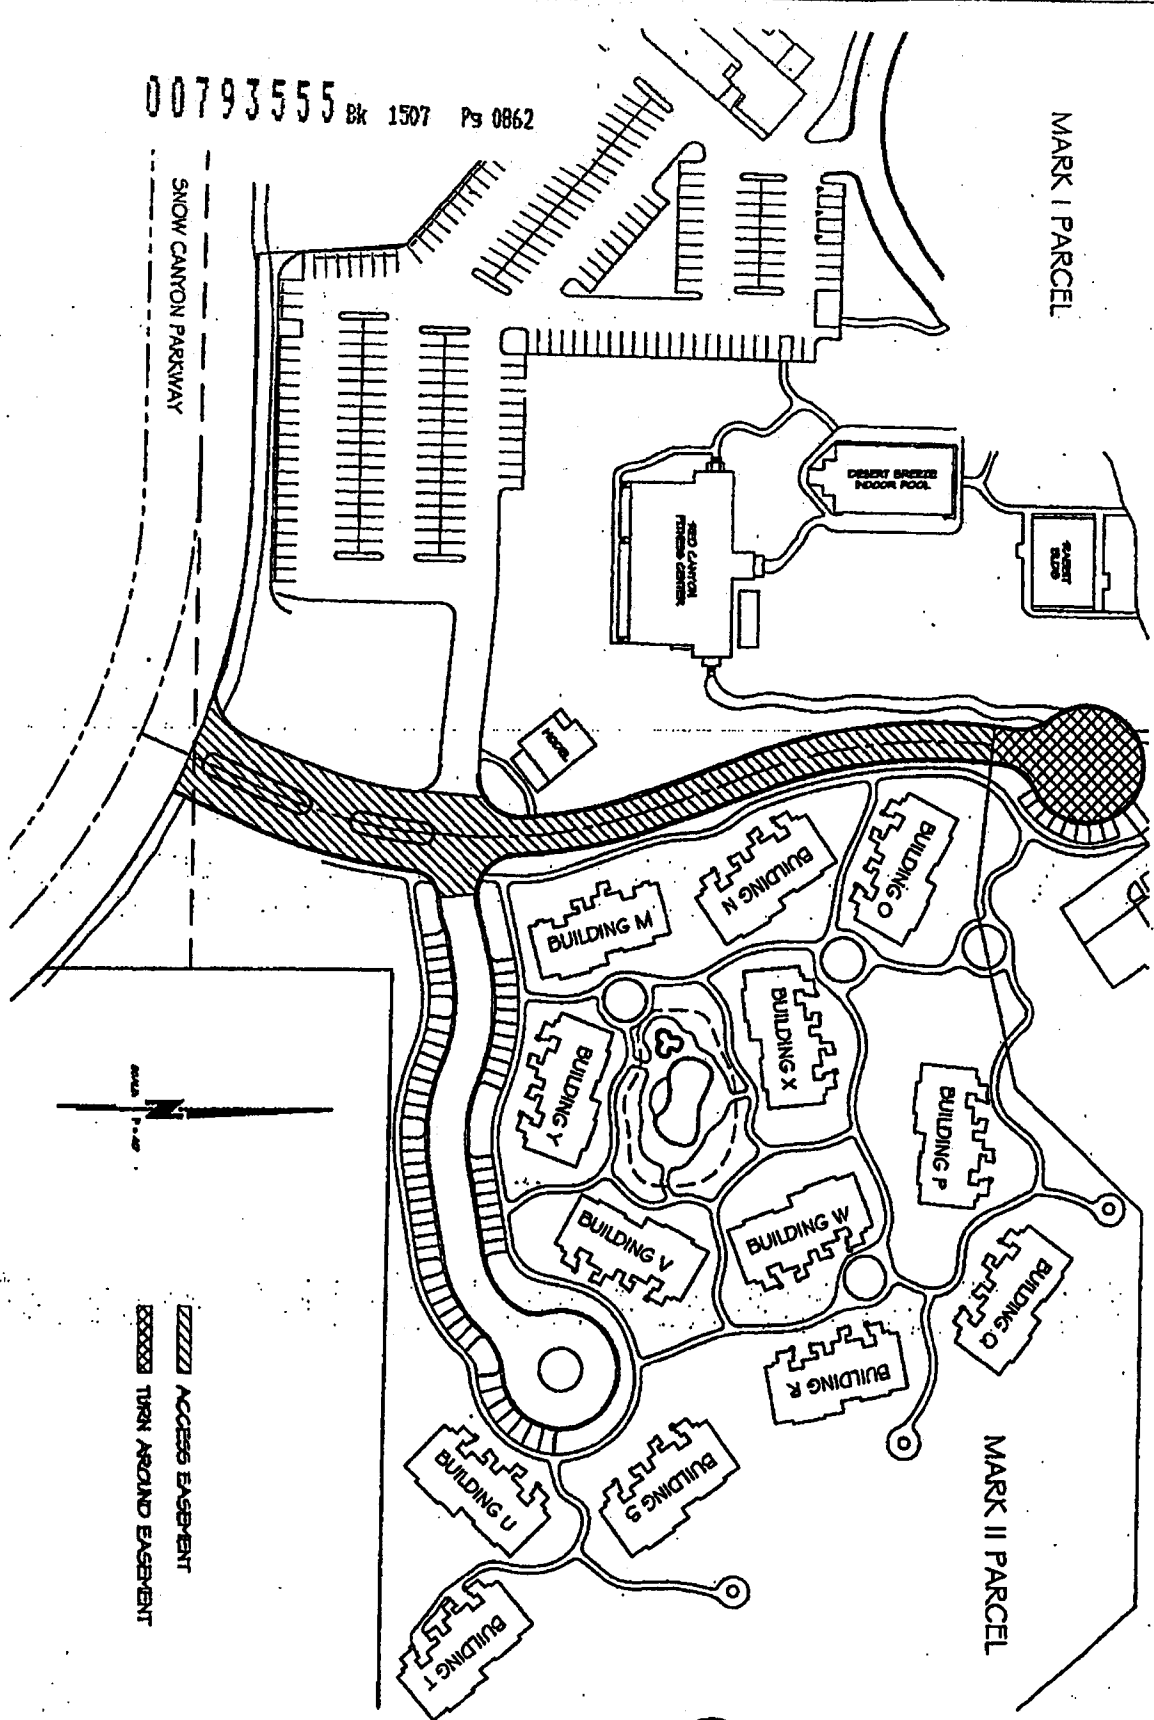 00793555 Bk 1507 Pg 0862
MARK I PARCEL
SNOW CANYON PARKWAY
DESERT BREEZE
INDOOR POOL
RED CANYON
FITNESS CENTER
BLDG
BUILDING O
BUILDING N
BUILDING M
BUILDING X
BUILDING Y
BUILDING P
BUILDING W
BUILDING V
BUILDING Q
BUILDING R
BUILDING S
BUILDING U
BUILDING T
MARK II PARCEL
SCALE
ACCESS EASEMENT
TURN AROUND EASEMENT